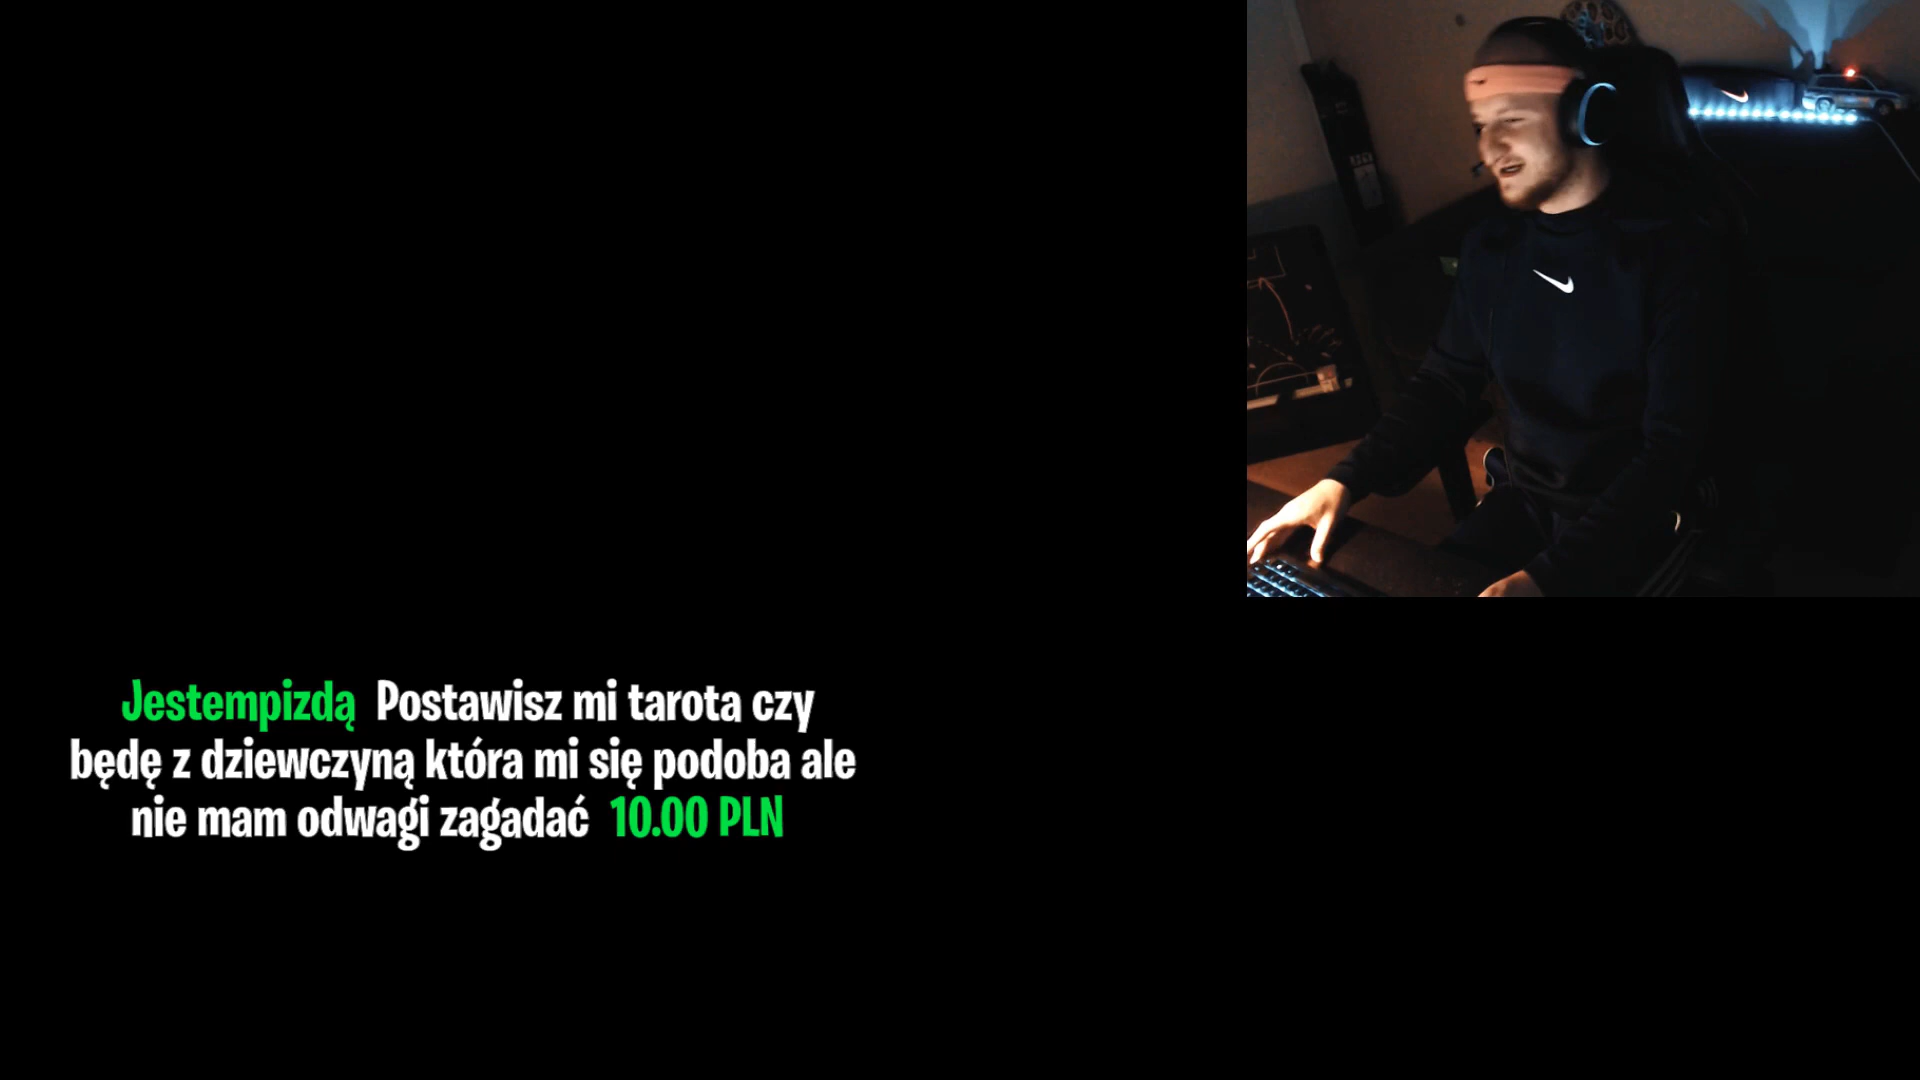 Jestempizdą Postawisz mi tarota czy
będę z dziewczyną która mi się podoba ale
nie mam odwagi zagadać 10.00 PLN